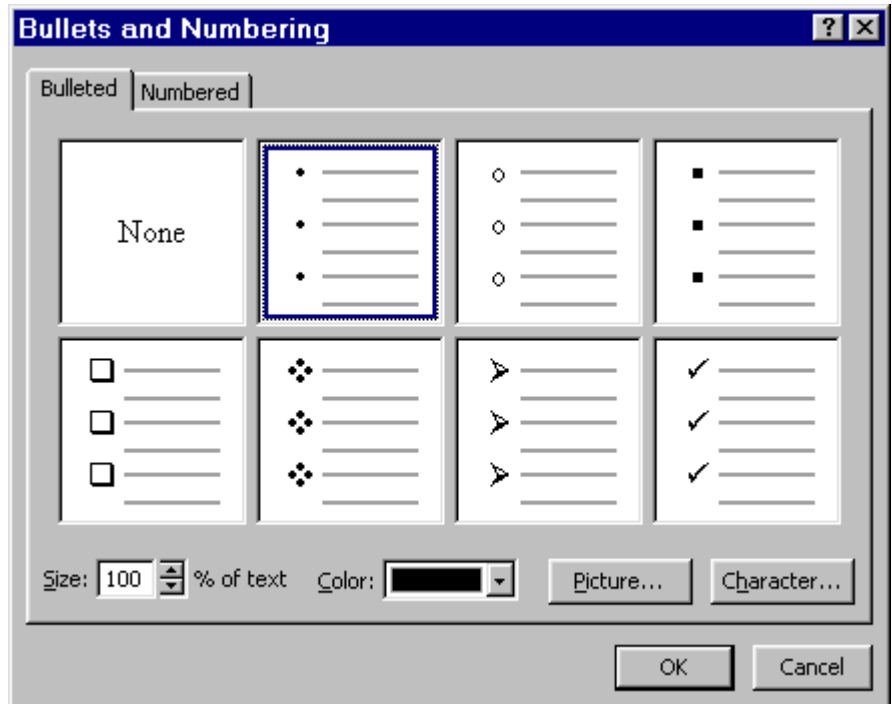 Bullets and Numbering
Bulleted Numbered
None
Size: 100 % of text Color: Picture... Character...
OK Cancel